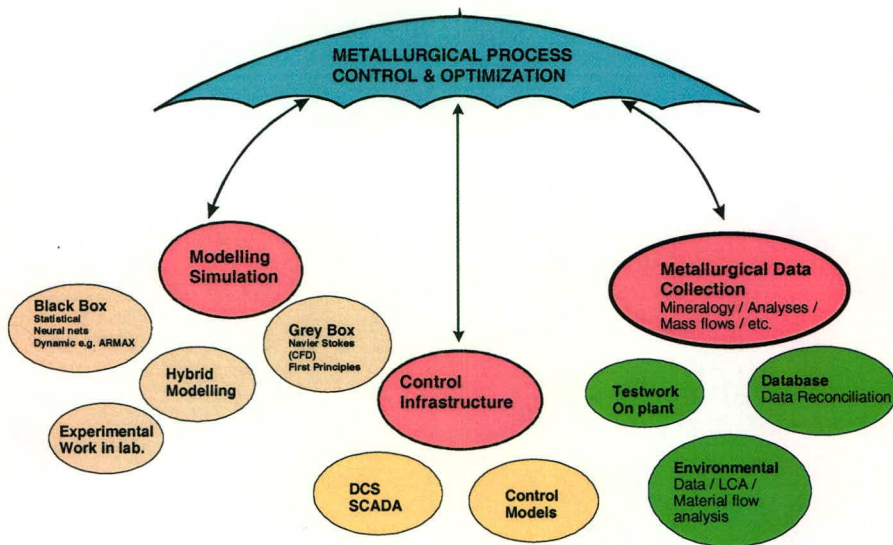 METALLURGICAL PROCESS
CONTROL & OPTIMIZATION
Modelling
Simulation
Black Box
Statistical
Neural nets
Dynamic e.g. ARMAX
Grey Box
Navier Stokes
(CFD)
First Principles
Hybrid
Modelling
Experimental
Work in lab.
Control
Infrastructure
DCS
SCADA
Control
Models
Metallurgical Data
Collection
Mineralogy / Analyses /
Mass flows / etc.
Testwork
On plant
Database
Data Reconciliation
Environmental
Data / LCA /
Material flow
analysis